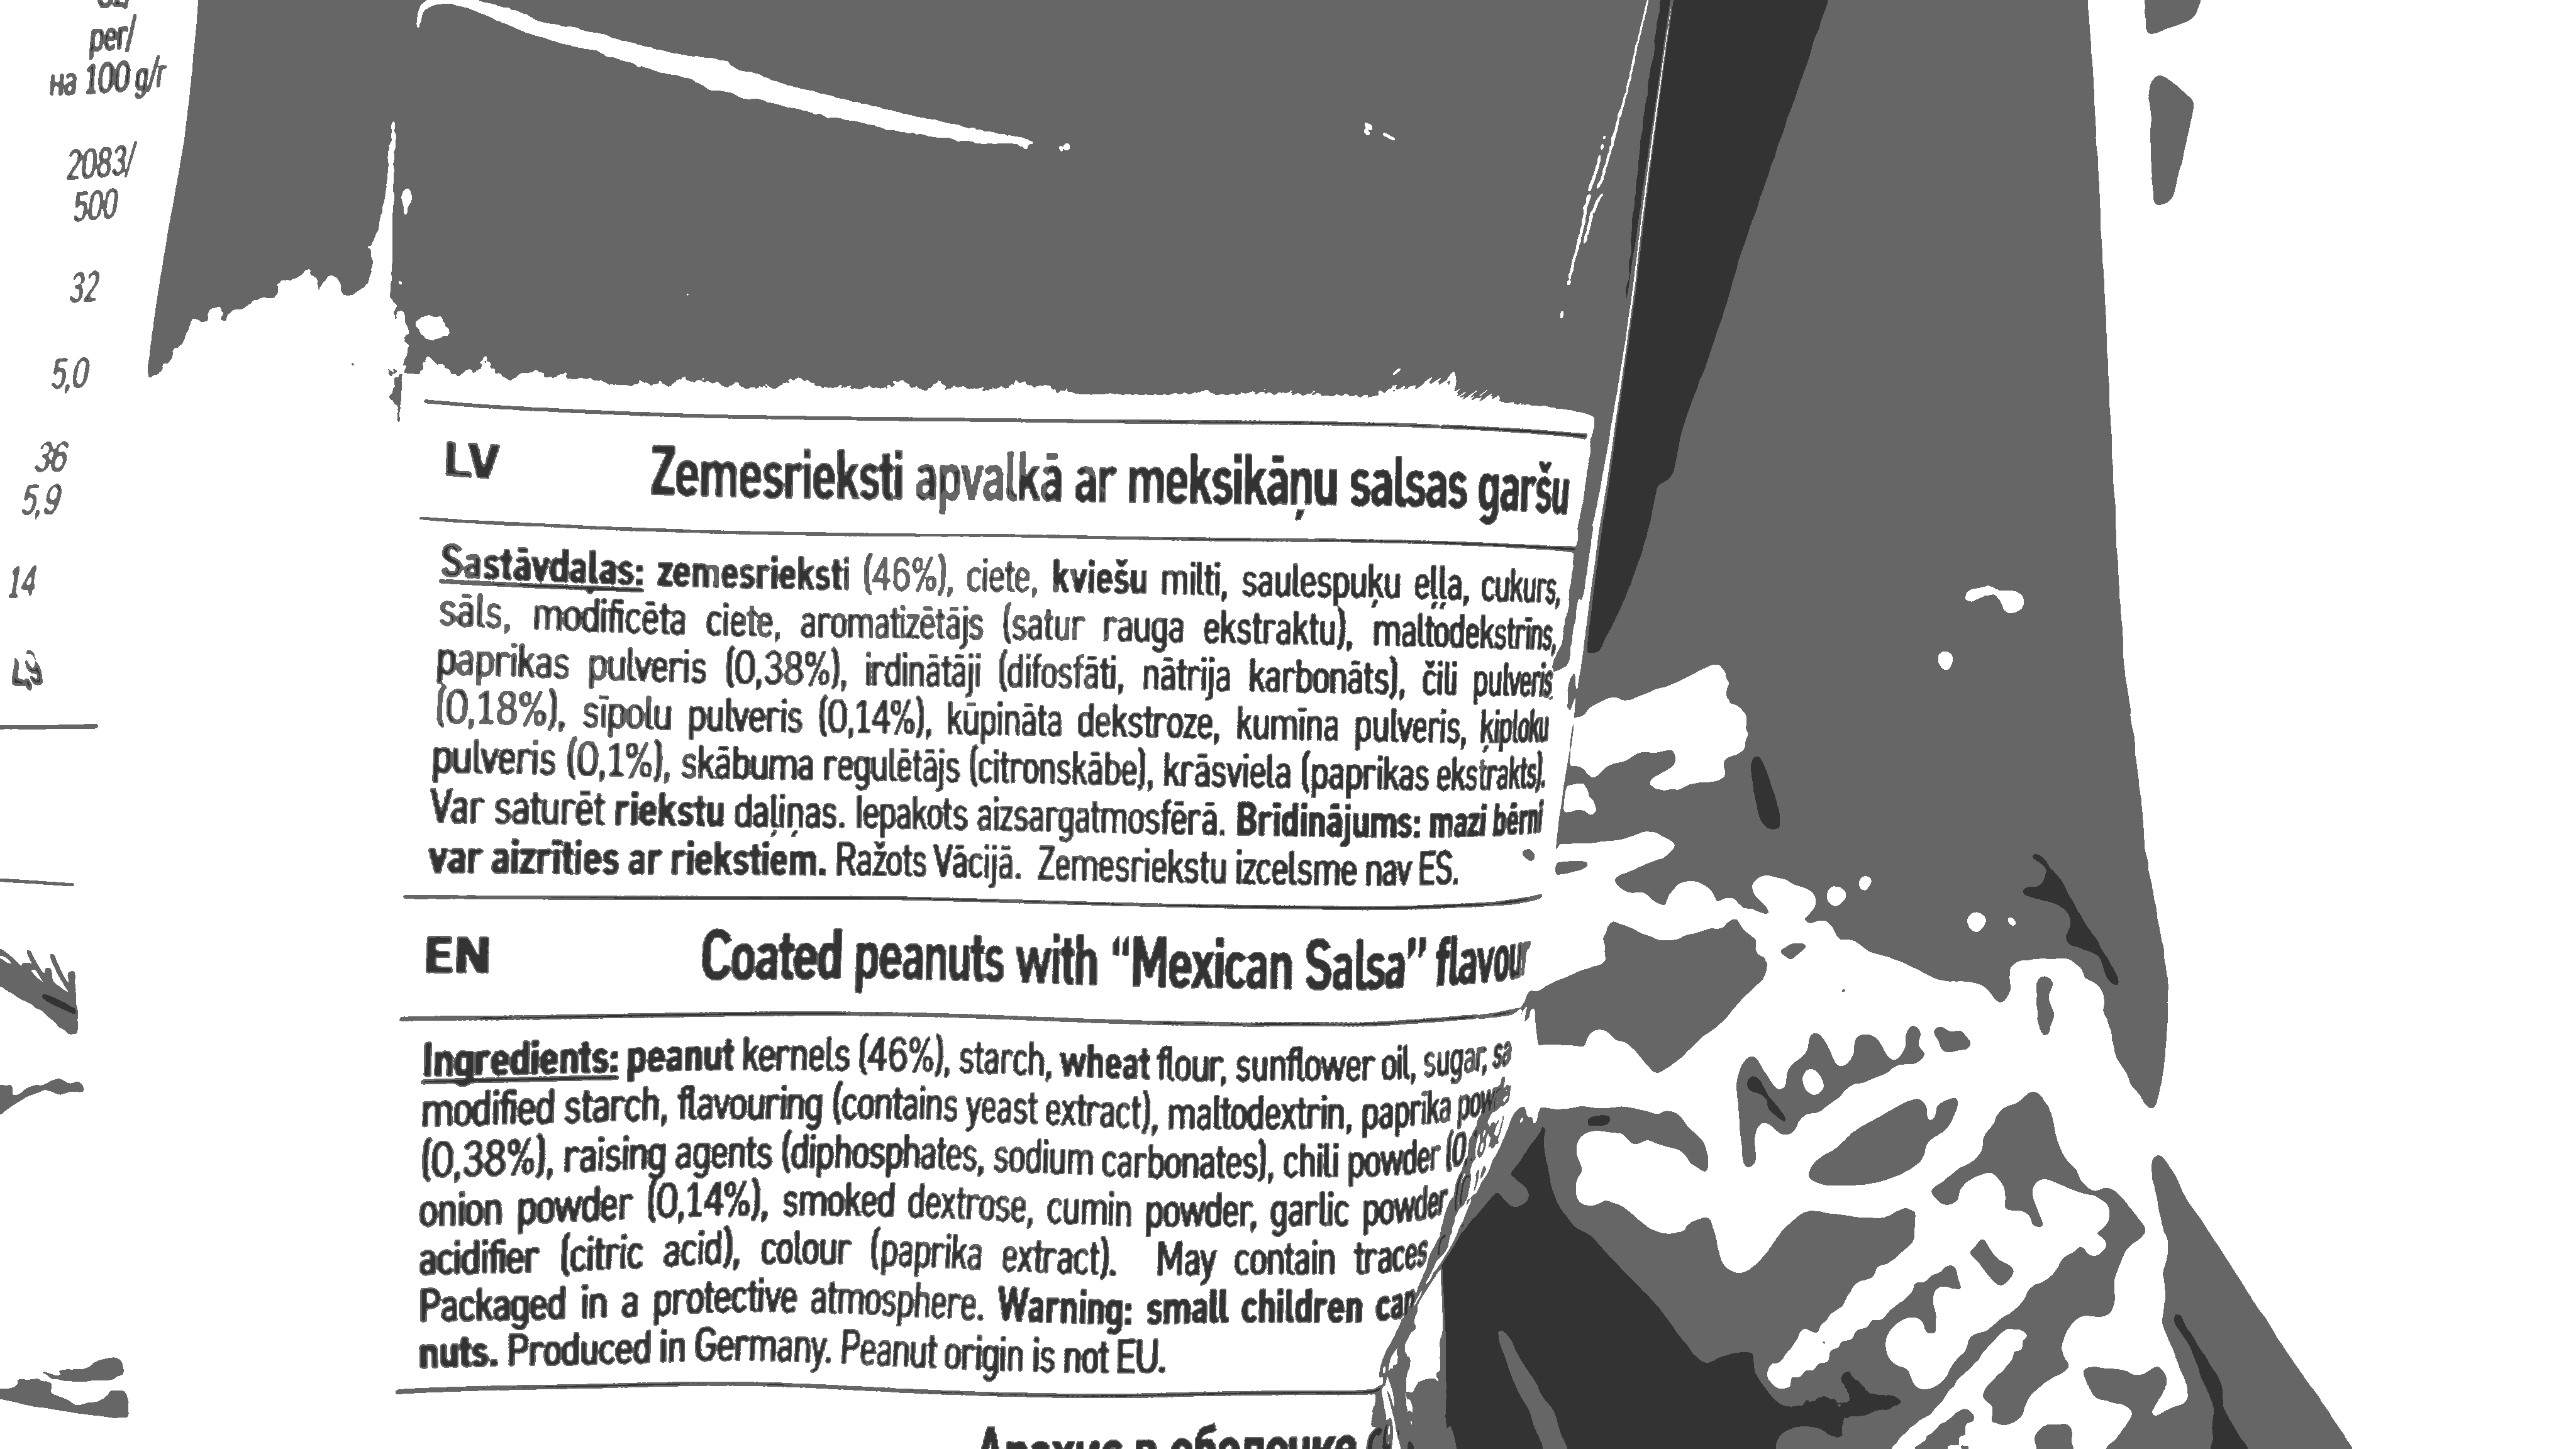 per/
на 100 g/г
2083/
500
32
5,0
36
5,9
14
LV Zemesrieksti apvalkā ar meksikāņu salsas garšu
Sastāvdaļas: zemesrieksti (46%), ciete, kviešu milti, saulespuķu eļļa, cukurs,
sāls, modificēta ciete, aromatizētājs (satur rauga ekstraktu), maltodekstrīns,
paprikas pulveris (0,38%), irdinātāji (difosfāti, nātrija karbonāts), čili pulveris
(0,18%), sīpolu pulveris (0,14%), kūpināta dekstroze, kumīna pulveris, ķiploku
pulveris (0,1%), skābuma regulētājs (citronskābe), krāsviela (paprikas ekstrakts).
Var saturēt riekstu daļiņas. Iepakots aizsargatmosfērā. Brīdinājums: mazi bērni
var aizrīties ar riekstiem. Ražots Vācijā. Zemesriekstu izcelsme nav ES.
EN Coated peanuts with “Mexican Salsa” flavour
Ingredients: peanut kernels (46%), starch, wheat flour, sunflower oil, sugar, sa
modified starch, flavouring (contains yeast extract), maltodextrin, paprika powde
(0,38%), raising agents (diphosphates, sodium carbonates), chili powder (0,18%)
onion powder (0,14%), smoked dextrose, cumin powder, garlic powder
acidifier (citric acid), colour (paprika extract). May contain traces
Packaged in a protective atmosphere. Warning: small children can
nuts. Produced in Germany. Peanut origin is not EU.
Арахис в оболочке